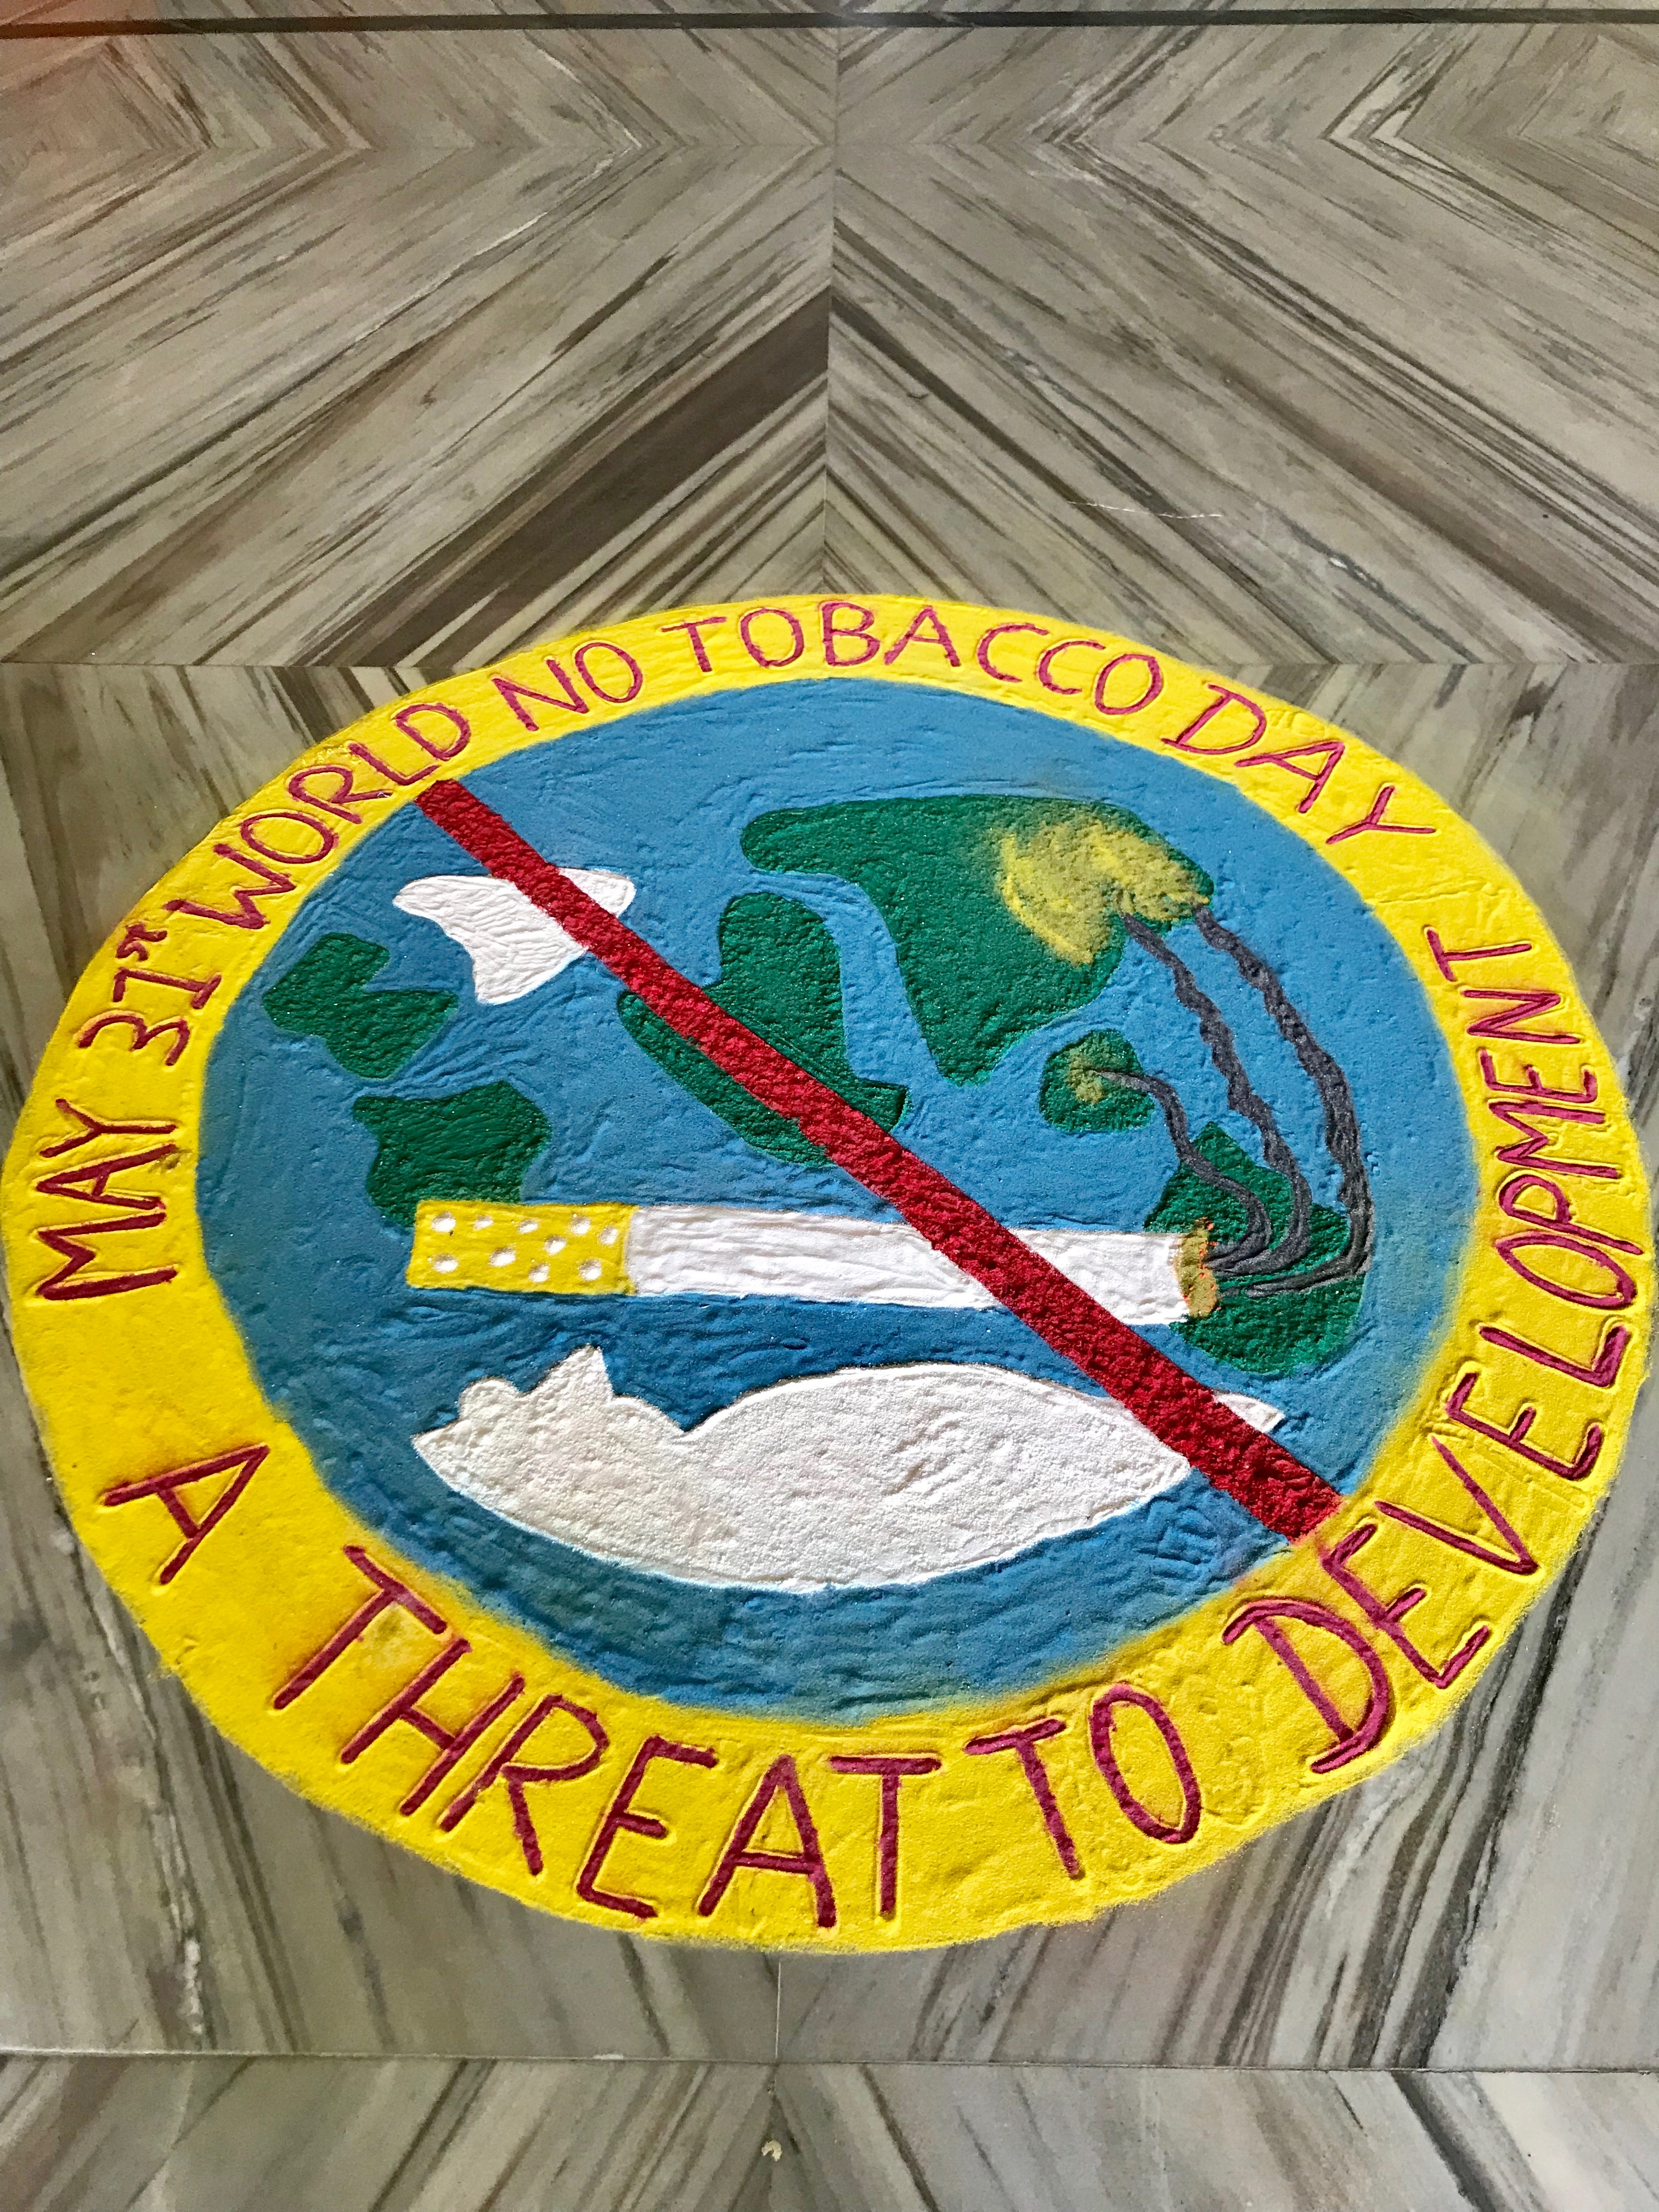 MAY 31ST WORLD NO TOBACCO DAY
A THREAT TO DEVELOPMENT